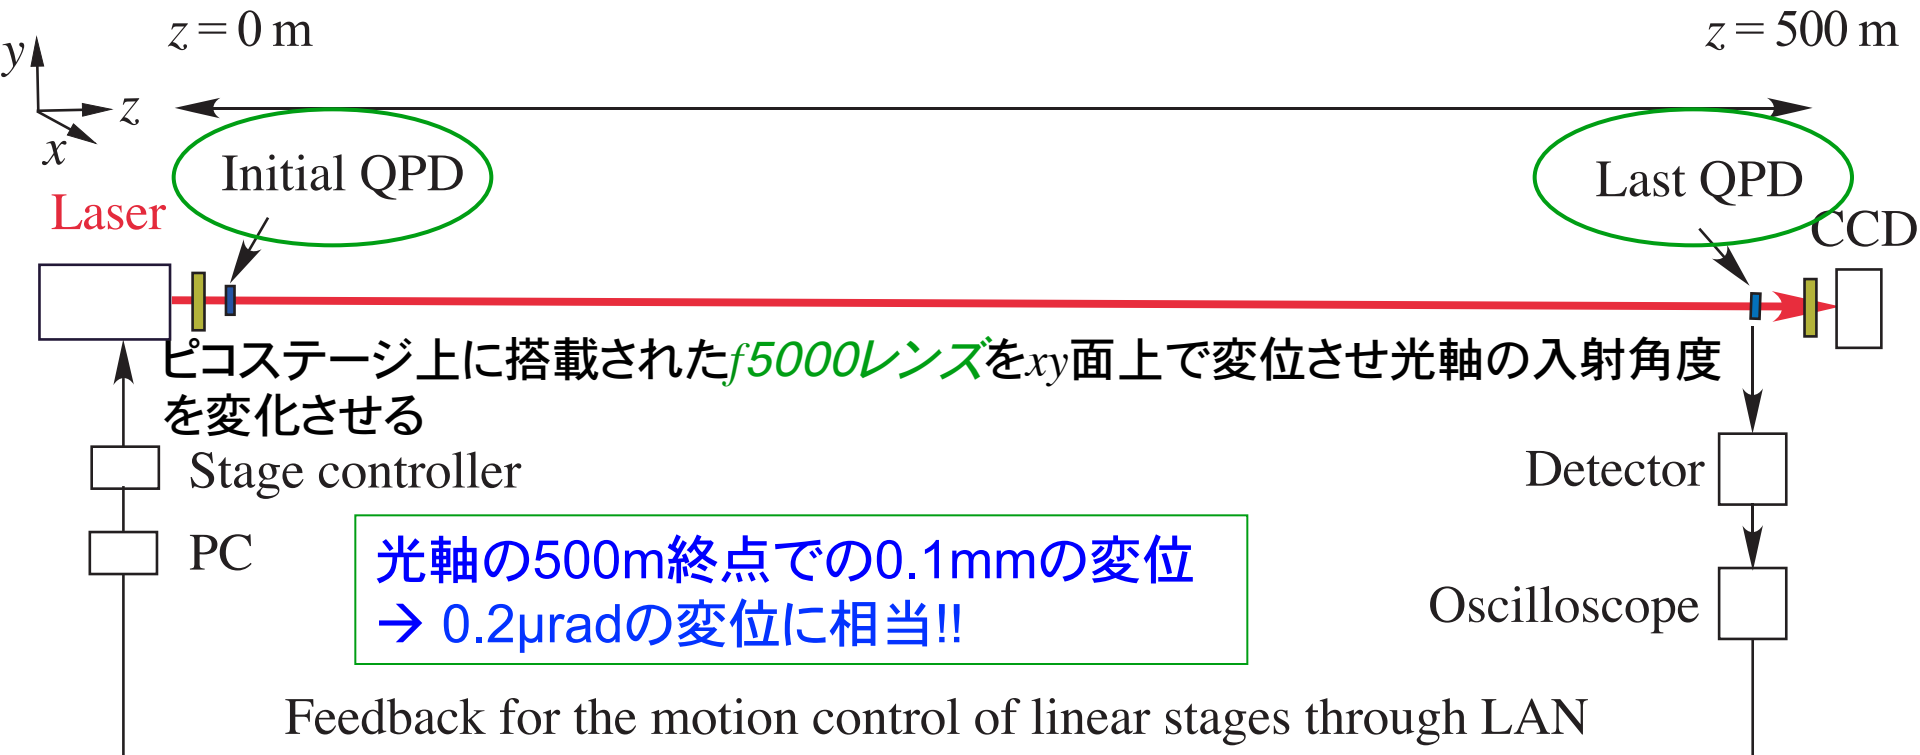 z = 0 m
z = 500 m
y
z
x
Initial QPD
Last QPD
Laser
CCD
ピコステージ上に搭載されたf5000レンズをxy面上で変位させ光軸の入射角度
を変化させる
Stage controller
Detector
PC
光軸の500m終点での0.1mmの変位
→ 0.2μradの変位に相当!!
Oscilloscope
Feedback for the motion control of linear stages through LAN